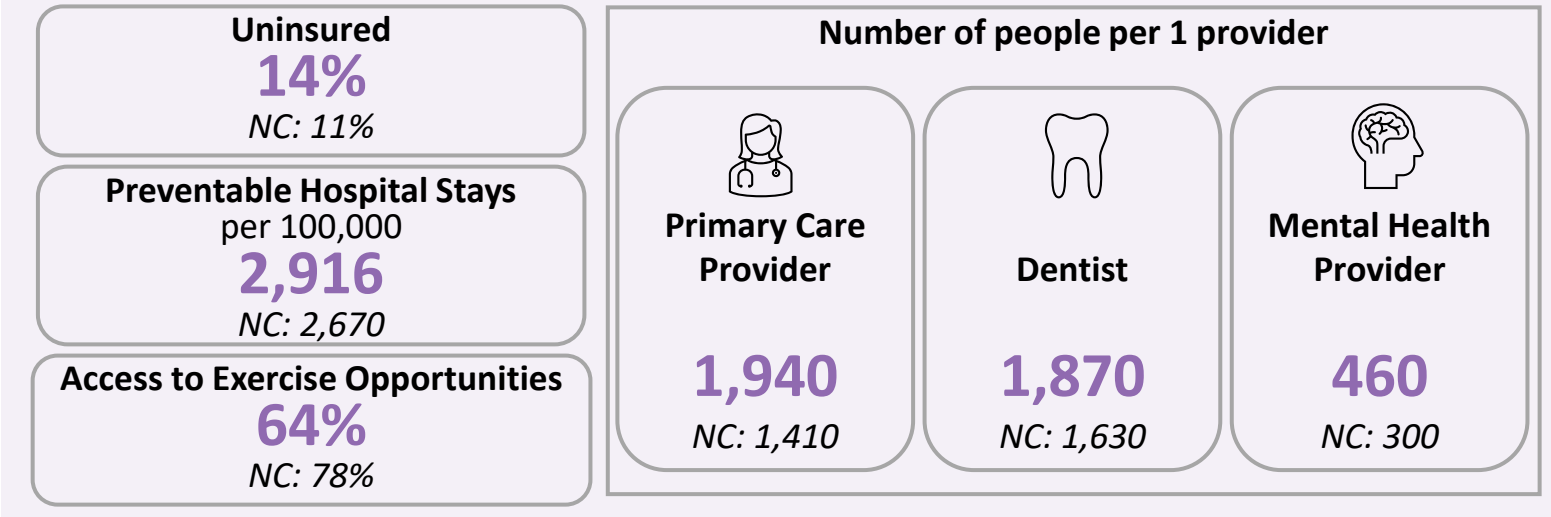 Uninsured
14%
NC: 11%
Preventable Hospital Stays
per 100,000
2,916
NC: 2,670
Access to Exercise Opportunities
64%
NC: 78%
Number of people per 1 provider
Primary Care
Provider
1,940
NC: 1,410
Dentist
1,870
NC: 1,630
Mental Health
Provider
460
NC: 300